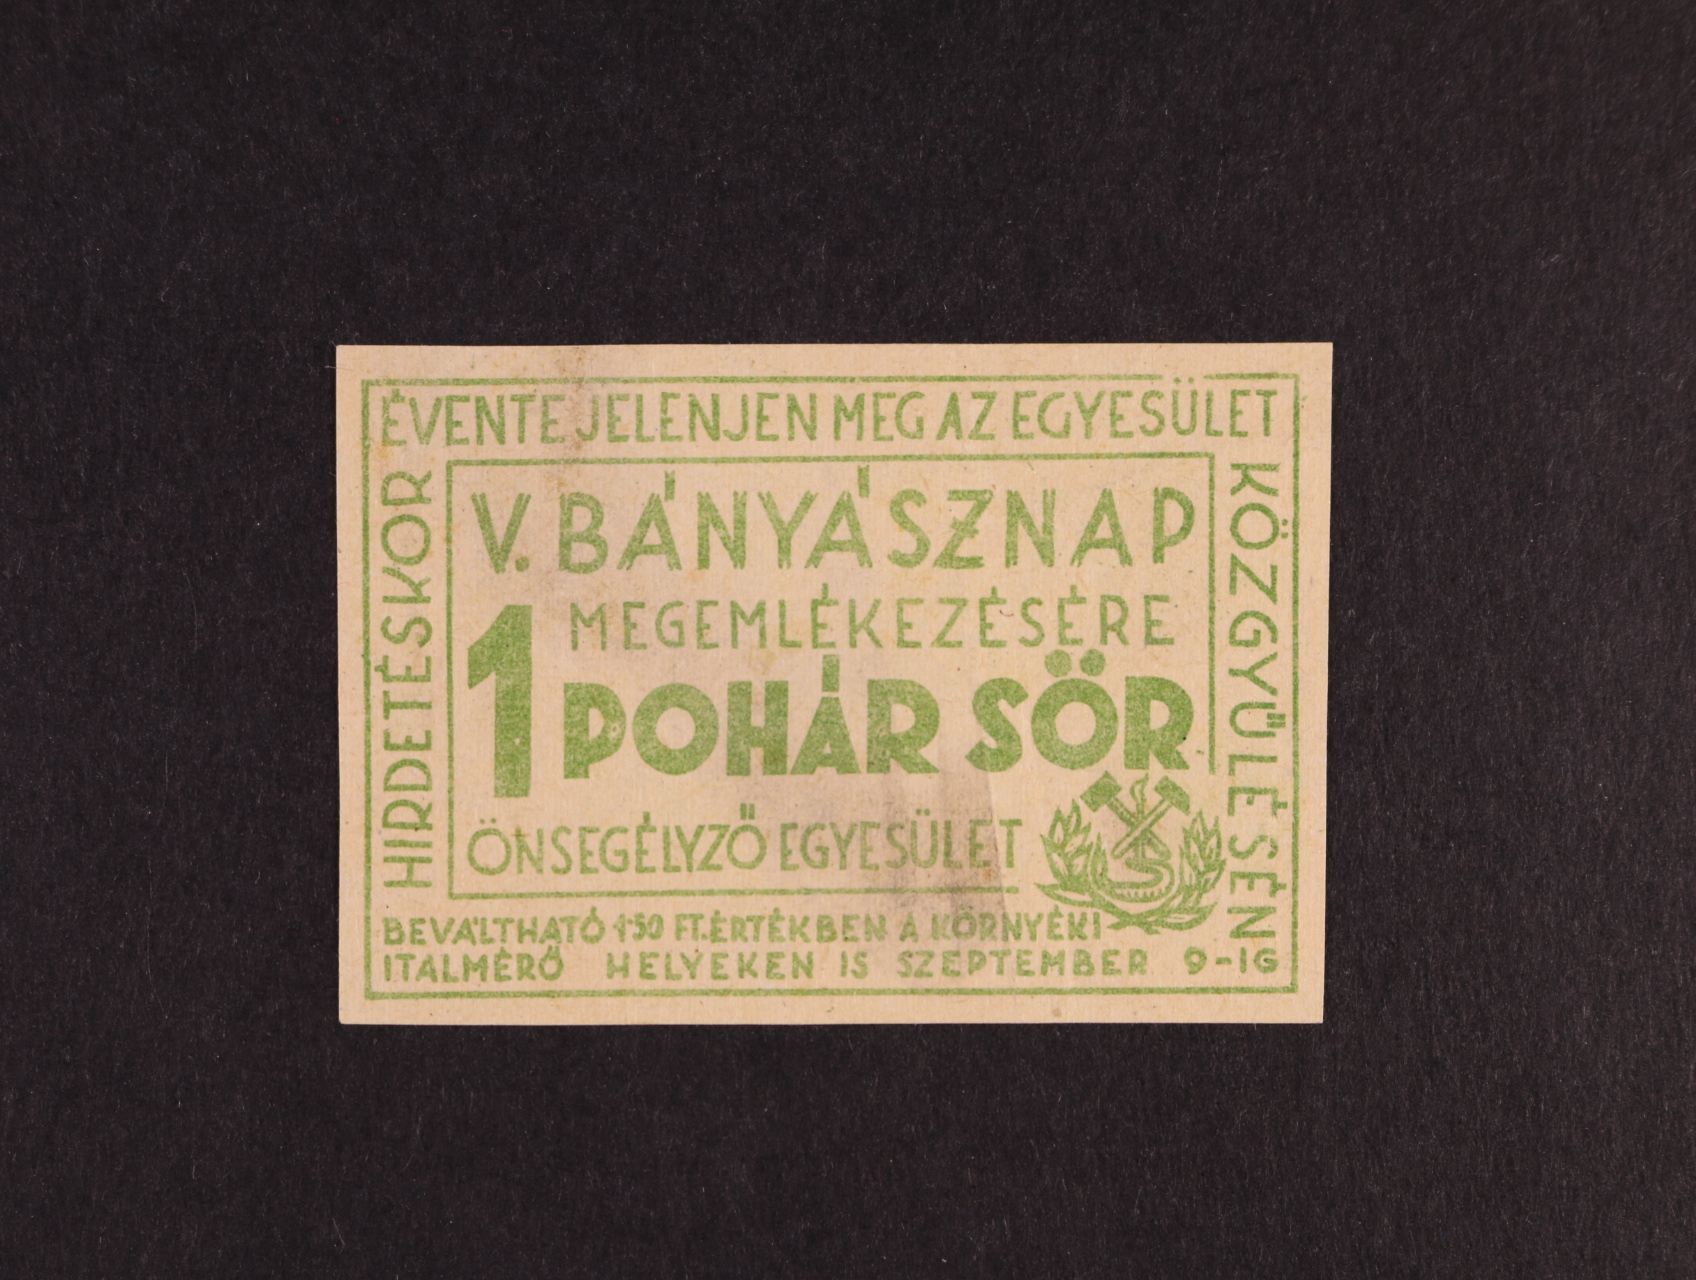 HIRDETÉSKOR
ÉVENTE JELENJEN MEG AZ EGYESÜLET
KÖZGYŰLÉSÉN
V. BÁNYÁSZNAP
MEGEMLÉKEZÉSÉRE
1 POHÁR SÖR
ÖNSEGÉLYZŐ EGYESÜLET
BEVÁLTHATÓ 1·50 FT. ÉRTÉKBEN A KÖRNYÉKI
ITALMÉRŐ HELYEKEN IS SZEPTEMBER 9-IG